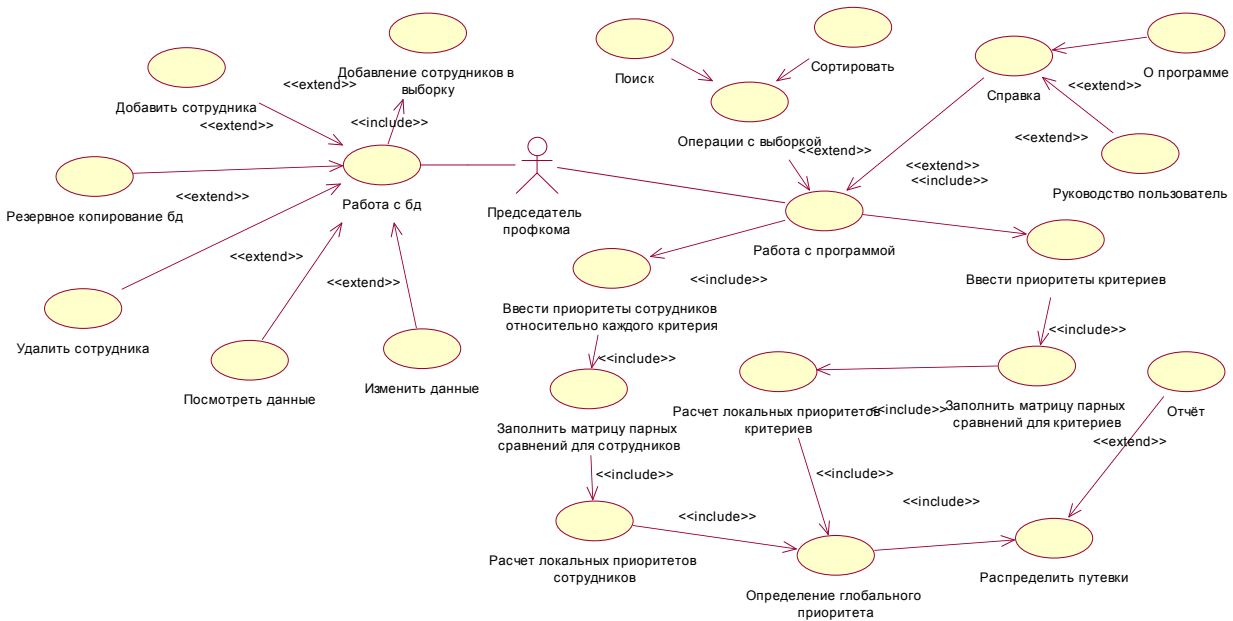 Добавление сотрудников в
выборку
Добавить сотрудника
<<extend>>
<<extend>>
<<include>>
Резервное копирование бд
<<extend>>
Работа с бд
Удалить сотрудника
<<extend>>
Посмотреть данные
<<extend>>
Изменить данные
Председатель
профкома
Поиск
Сортировать
Операции с выборкой
<<extend>>
Справка
О программе
<<extend>>
<<extend>>
Руководство пользователь
<<extend>>
<<include>>
Работа с программой
<<include>>
Ввести приоритеты сотрудников
относительно каждого критерия
Ввести приоритеты критериев
<<include>>
<<include>>
Заполнить матрицу парных
сравнений для сотрудников
Расчет локальных приоритетов
критериев
<<include>>
Заполнить матрицу парных
сравнений для критериев
Отчёт
<<extend>>
<<include>>
<<include>>
<<include>>
<<include>>
Расчет локальных приоритетов
сотрудников
Определение глобального
приоритета
Распределить путевки